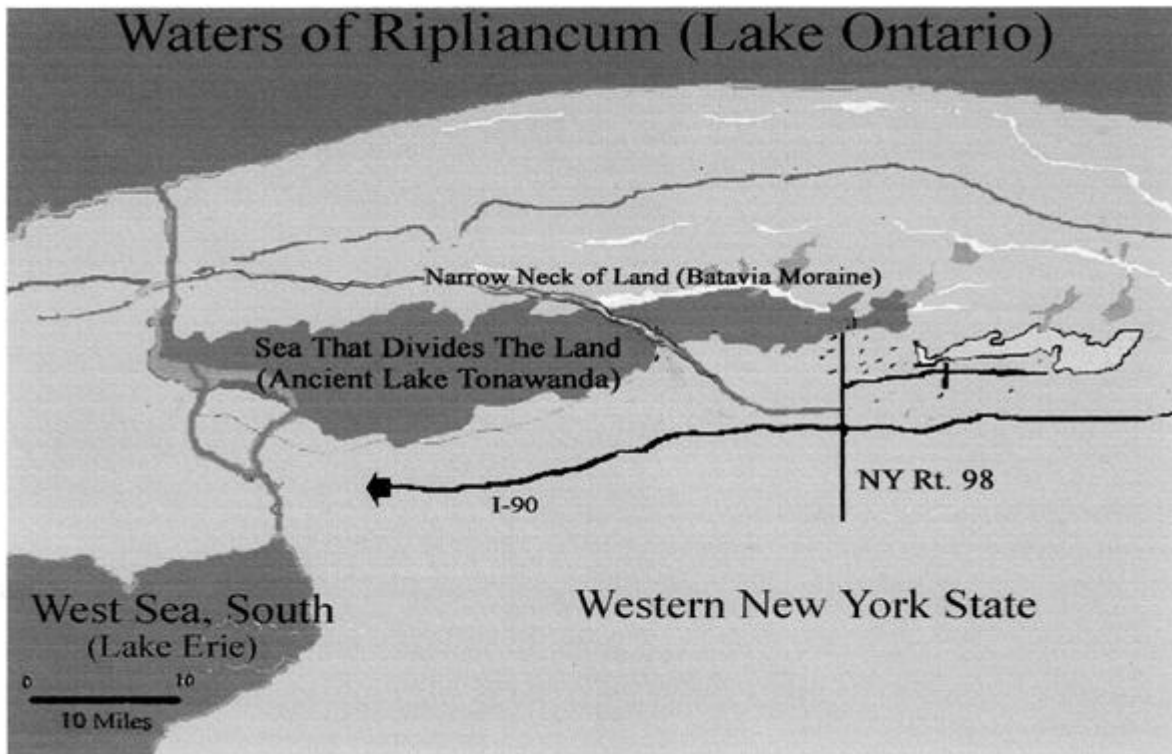 Waters of Ripliancum (Lake Ontario)
Narrow Neck of Land (Batavia Moraine)
Sea That Divides The Land
(Ancient Lake Tonawanda)
NY Rt. 98
I-90
West Sea, South
(Lake Erie)
Western New York State
0 10
10 Miles